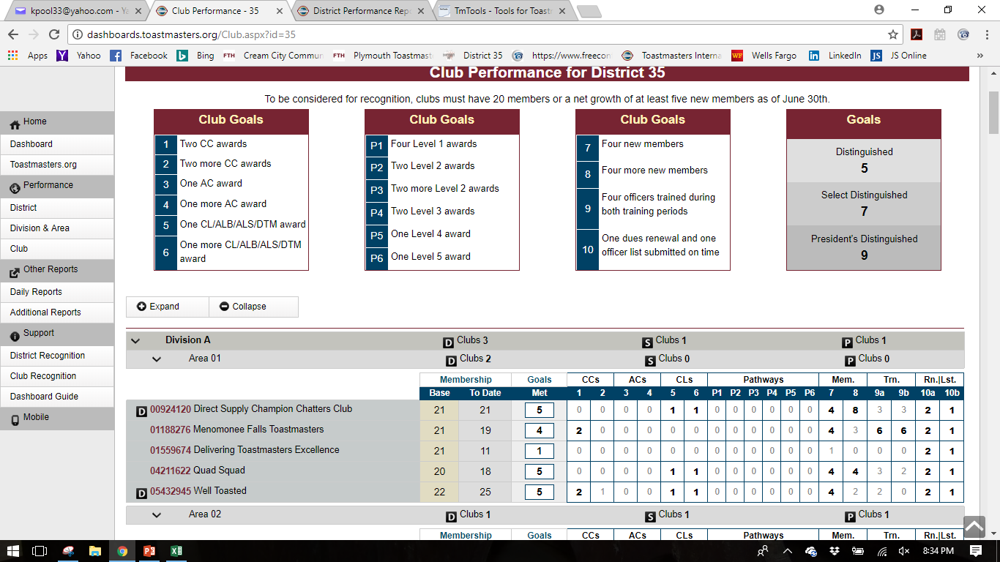 kpool33@yahoo.com - Ya
Club Performance - 35
District Performance Repo
TmTools - Tools for Toastr
dashboards.toastmasters.org/Club.aspx?id=35
Apps Yahoo Facebook Bing FTH Cream City Commun FTH Plymouth Toastmast District 35 https://www.freecon Toastmasters Interna WF Wells Fargo in LinkedIn JS JS Online »
Club Performance for District 35
To be considered for recognition, clubs must have 20 members or a net growth of at least five new members as of June 30th.
Home
Dashboard
Toastmasters.org
Performance
District
Division & Area
Club
Other Reports
Daily Reports
Additional Reports
Support
District Recognition
Club Recognition
Dashboard Guide
Mobile
Club Goals
1 Two CC awards
2 Two more CC awards
3 One AC award
4 One more AC award
5 One CL/ALB/ALS/DTM award
6 One more CL/ALB/ALS/DTM
award
Club Goals
P1 Four Level 1 awards
P2 Two Level 2 awards
P3 Two more Level 2 awards
P4 Two Level 3 awards
P5 One Level 4 award
P6 One Level 5 award
Club Goals
7 Four new members
8 Four more new members
9 Four officers trained during
both training periods
10 One dues renewal and one
officer list submitted on time
Goals
Distinguished
5
Select Distinguished
7
President's Distinguished
9
Expand Collapse
Division A D Clubs 3 S Clubs 1 P Clubs 1
Area 01 D Clubs 2 S Clubs 0 P Clubs 0
Membership Goals CCs ACs CLs Pathways Mem. Trn. Rn.|Lst.
Base To Date Met 1 2 3 4 5 6 P1 P2 P3 P4 P5 P6 7 8 9a 9b 10a 10b
D 00924120 Direct Supply Champion Chatters Club 21 21 5 0 0 0 0 1 1 0 0 0 0 0 0 4 8 3 3 2 1
01188276 Menomonee Falls Toastmasters 21 19 4 2 0 0 0 0 0 0 0 0 0 0 0 4 3 6 6 2 1
01559674 Delivering Toastmasters Excellence 21 11 1 0 0 0 0 0 0 0 0 0 0 0 0 1 0 0 0 2 1
04211622 Quad Squad 20 18 5 0 0 0 0 1 1 0 0 0 0 0 0 4 4 3 2 2 1
D 05432945 Well Toasted 22 25 5 2 1 0 0 1 1 0 0 0 0 0 0 4 2 2 0 2 1
Area 02 D Clubs 1 S Clubs 1 P Clubs 1
Membership Goals CCs ACs CLs Pathways Mem. Trn. Rn.|Lst.
8:34 PM